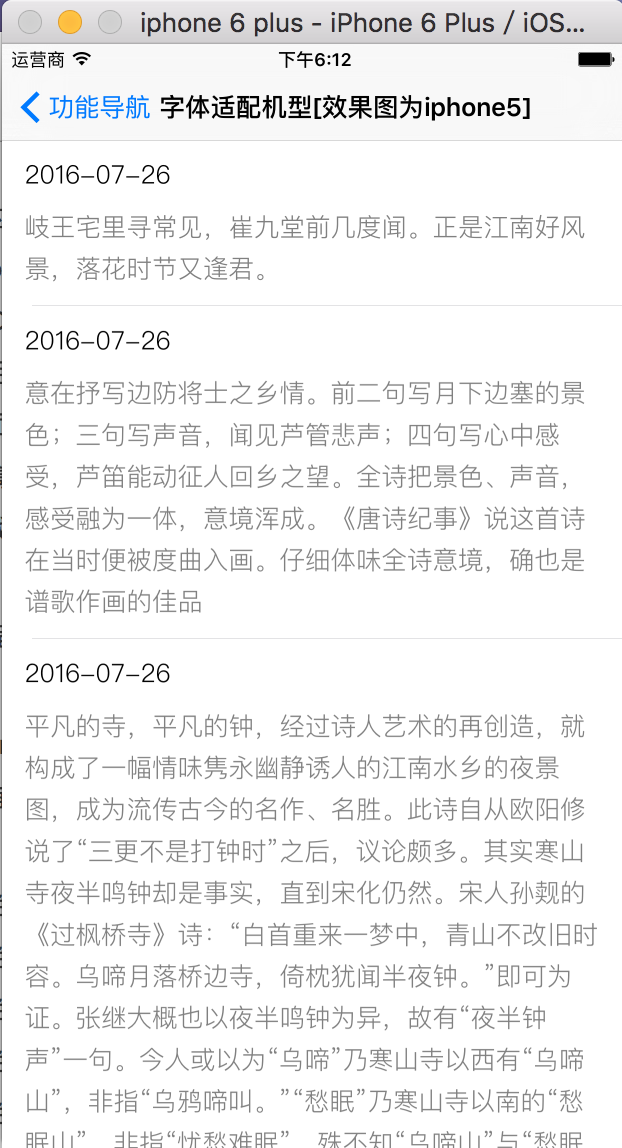 iphone 6 plus - iPhone 6 Plus / iOS...
运营商 下午6:12
功能导航 字体适配机型[效果图为iphone5]
2016-07-26
岐王宅里寻常见，崔九堂前几度闻。正是江南好风
景，落花时节又逢君。
2016-07-26
意在抒写边防将士之乡情。前二句写月下边塞的景
色；三句写声音，闻见芦管悲声；四句写心中感
受，芦笛能动征人回乡之望。全诗把景色、声音，
感受融为一体，意境浑成。《唐诗纪事》说这首诗
在当时便被度曲入画。仔细体味全诗意境，确也是
谱歌作画的佳品
2016-07-26
平凡的寺，平凡的钟，经过诗人艺术的再创造，就
构成了一幅情味隽永幽静诱人的江南水乡的夜景
图，成为流传古今的名作、名胜。此诗自从欧阳修
说了“三更不是打钟时”之后，议论颇多。其实寒山
寺夜半鸣钟却是事实，直到宋化仍然。宋人孙觌的
《过枫桥寺》诗：“白首重来一梦中，青山不改旧时
容。乌啼月落桥边寺，倚枕犹闻半夜钟。”即可为
证。张继大概也以夜半鸣钟为异，故有“夜半钟
声”一句。今人或以为“乌啼”乃寒山寺以西有“乌啼
山”，非指“乌鸦啼叫。”“愁眠”乃寒山寺以南的“愁
眠山”，非指“忧愁难眠”。殊不知“乌啼山”与“愁眠